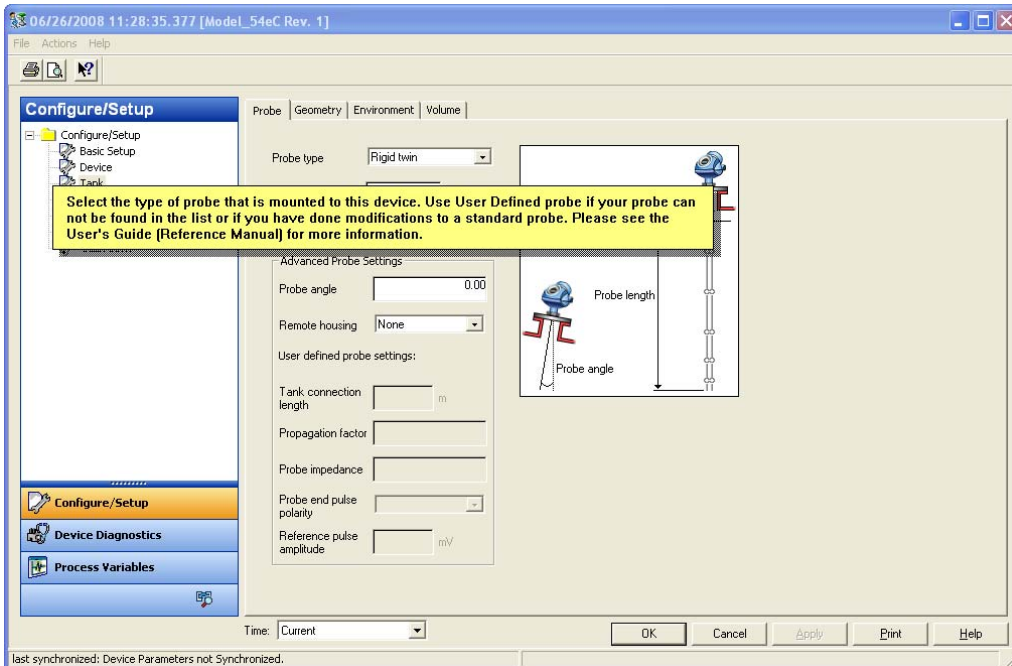 06/26/2008 11:28:35.377 [Model_54eC Rev. 1]
File Actions Help
Configure/Setup
Configure/Setup
Basic Setup
Device
Tank
Probe Geometry Environment Volume
Probe type Rigid twin
Select the type of probe that is mounted to this device. Use User Defined probe if your probe can
not be found in the list or if you have done modifications to a standard probe. Please see the
User's Guide (Reference Manual) for more information.
Advanced Probe Settings
Probe angle 0.00
Remote housing None
User defined probe settings:
Tank connection
length m
Propagation factor
Probe impedance
Probe end pulse
polarity
Reference pulse
amplitude mV
Probe length
Probe angle
Configure/Setup
Device Diagnostics
Process Variables
Time: Current
OK Cancel Apply Print Help
last synchronized: Device Parameters not Synchronized.